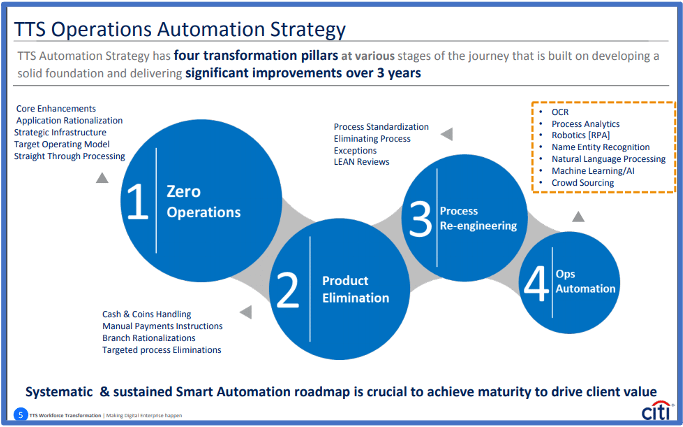 TTS Operations Automation Strategy
TTS Automation Strategy has four transformation pillars at various stages of the journey that is built on developing a
solid foundation and delivering significant improvements over 3 years
Core Enhancements
Application Rationalization
Strategic Infrastructure
Target Operating Model
Straight Through Processing
1
Zero
Operations
Cash & Coins Handling
Manual Payments Instructions
Branch Rationalizations
Targeted process Eliminations
2
Product
Elimination
Process Standardization
Eliminating Process
Exceptions
LEAN Reviews
3
Process
Re-engineering
• OCR
• Process Analytics
• Robotics [RPA]
• Name Entity Recognition
• Natural Language Processing
• Machine Learning/AI
• Crowd Sourcing
4
Ops
Automation
Systematic & sustained Smart Automation roadmap is crucial to achieve maturity to drive client value
5 TTS Workforce Transformation | Making Digital Enterprise happen
citi®